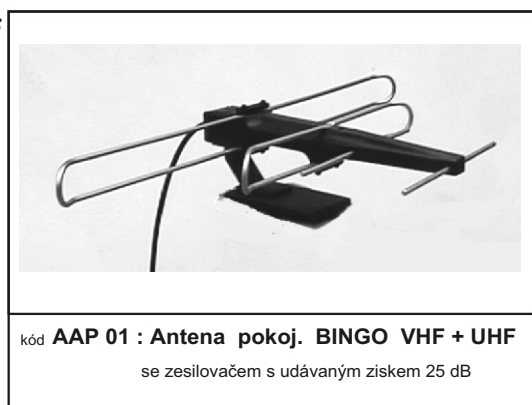 kód AAP 01 : Antena pokoj. BINGO VHF + UHF
se zesilovačem s udávaným ziskem 25 dB